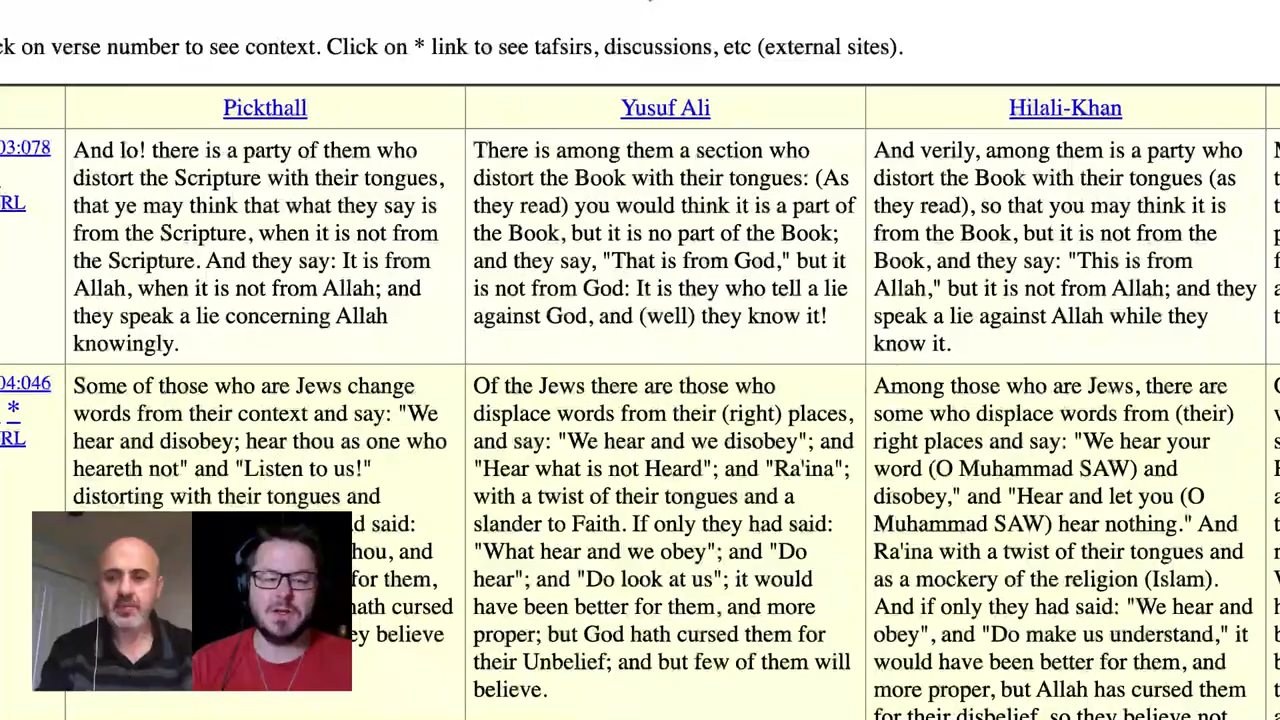 ck on verse number to see context. Click on * link to see tafsirs, discussions, etc (external sites).
Pickthall
Yusuf Ali
Hilali-Khan
03:078
RL
And lo! there is a party of them who
distort the Scripture with their tongues,
that ye may think that what they say is
from the Scripture, when it is not from
the Scripture. And they say: It is from
Allah, when it is not from Allah; and
they speak a lie concerning Allah
knowingly.
There is among them a section who
distort the Book with their tongues: (As
they read) you would think it is a part of
the Book, but it is no part of the Book;
and they say, "That is from God," but it
is not from God: It is they who tell a lie
against God, and (well) they know it!
And verily, among them is a party who
distort the Book with their tongues (as
they read), so that you may think it is
from the Book, but it is not from the
Book, and they say: "This is from
Allah," but it is not from Allah; and they
speak a lie against Allah while they
know it.
04:046
*
RL
Some of those who are Jews change
words from their context and say: "We
hear and disobey; hear thou as one who
heareth not" and "Listen to us!"
distorting with their tongues and
d said:
hou, and
for them,
hath cursed
ey believe
Of the Jews there are those who
displace words from their (right) places,
and say: "We hear and we disobey"; and
"Hear what is not Heard"; and "Ra'ina";
with a twist of their tongues and a
slander to Faith. If only they had said:
"What hear and we obey"; and "Do
hear"; and "Do look at us"; it would
have been better for them, and more
proper; but God hath cursed them for
their Unbelief; and but few of them will
believe.
Among those who are Jews, there are
some who displace words from (their)
right places and say: "We hear your
word (O Muhammad SAW) and
disobey," and "Hear and let you (O
Muhammad SAW) hear nothing." And
Ra'ina with a twist of their tongues and
as a mockery of the religion (Islam).
And if only they had said: "We hear and
obey", and "Do make us understand," it
would have been better for them, and
more proper, but Allah has cursed them
for their disbelief, so they believe not